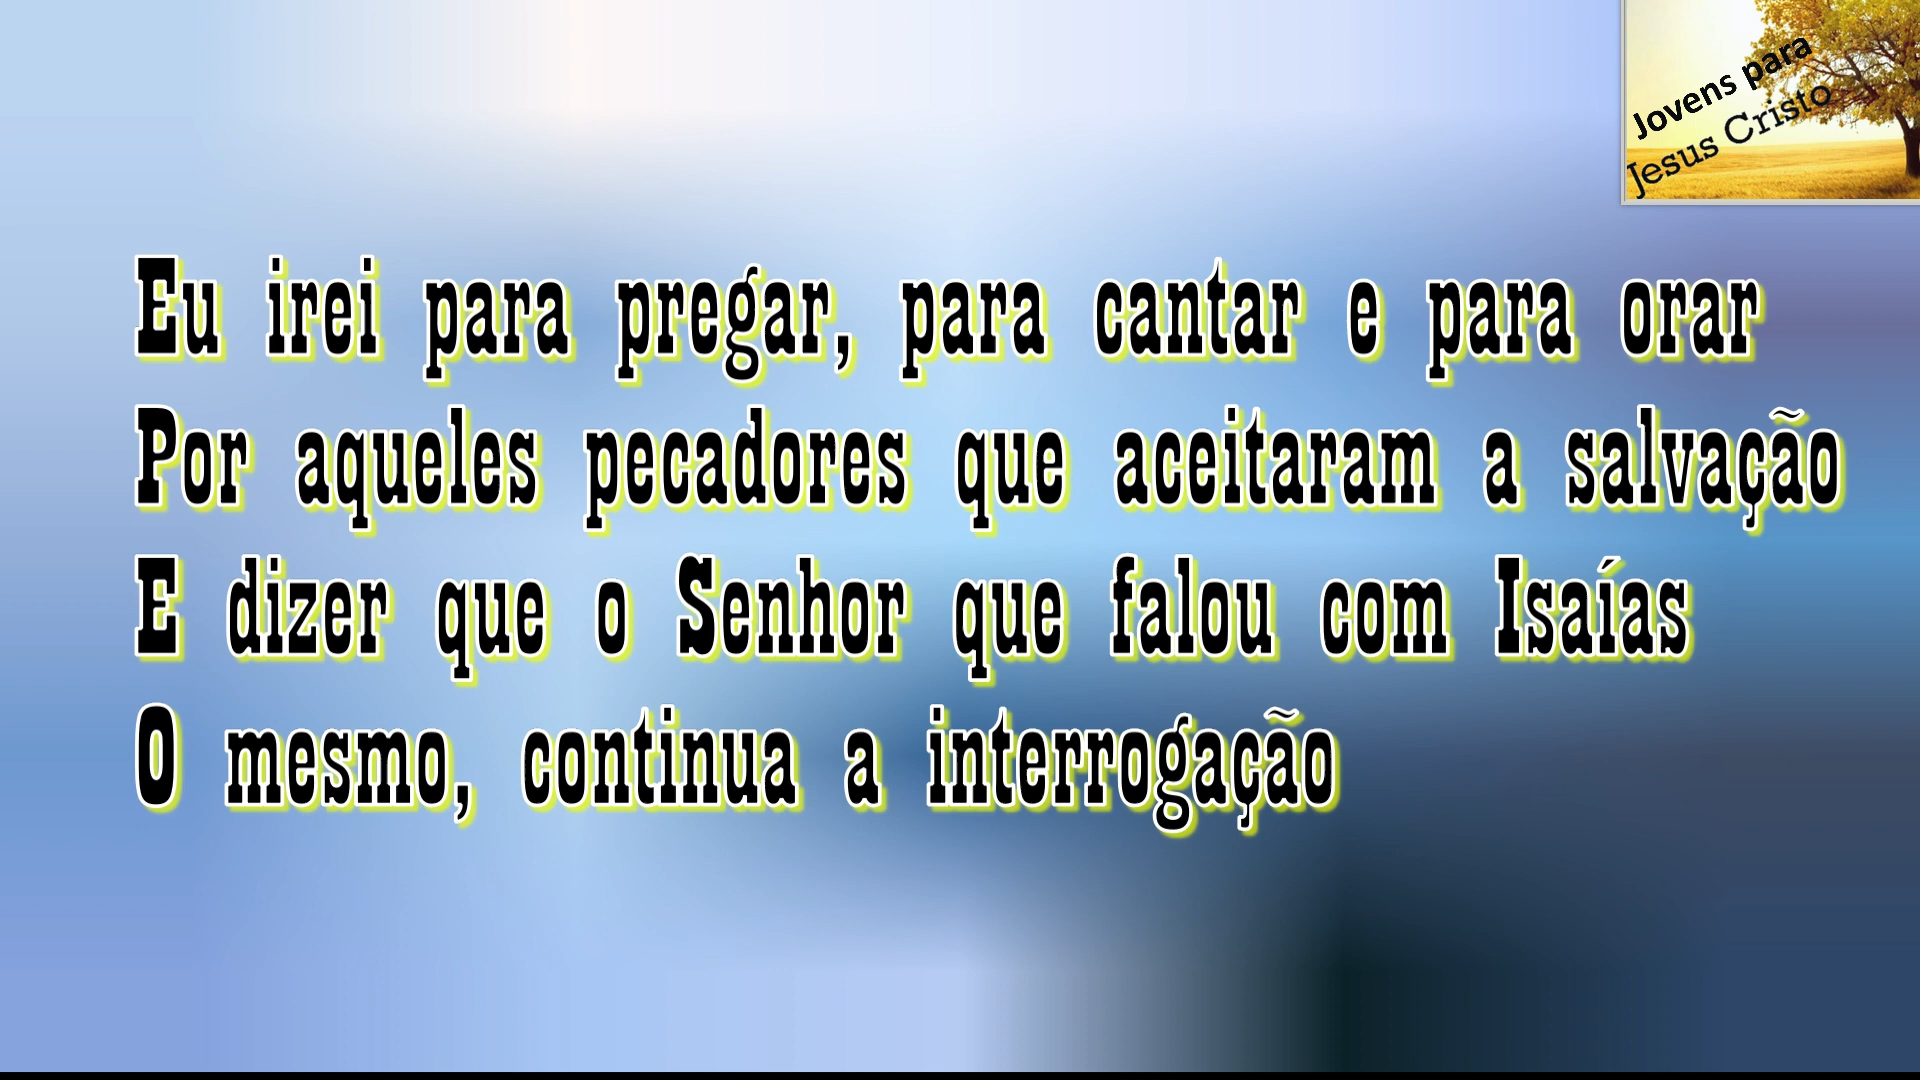 Jovens para
Jesus Cristo
Eu irei para pregar, para cantar e para orar
Por aqueles pecadores que aceitaram a salvação
E dizer que o Senhor que falou com Isaías
O mesmo, continua a interrogação